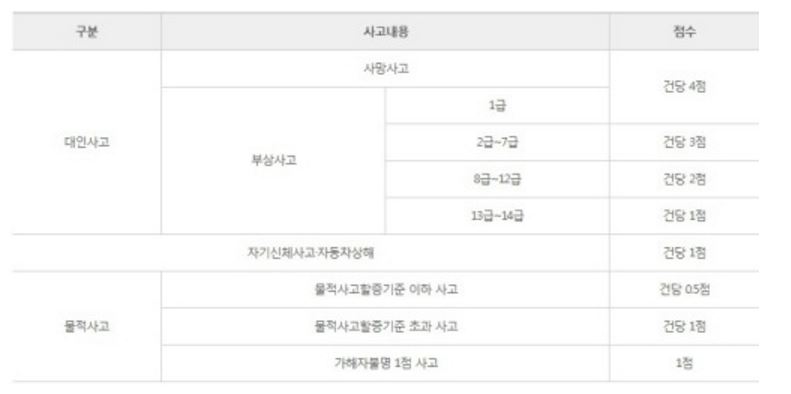 구분 사고내용 점수
대인사고 사망사고 건당 4점
부상사고 1급
2급~7급 건당 3점
8급~12급 건당 2점
13급~14급 건당 1점
자기신체사고·자동차상해 건당 1점
물적사고 물적사고할증기준 이하 사고 건당 0.5점
물적사고할증기준 초과 사고 건당 1점
가해자불명 1점 사고 1점